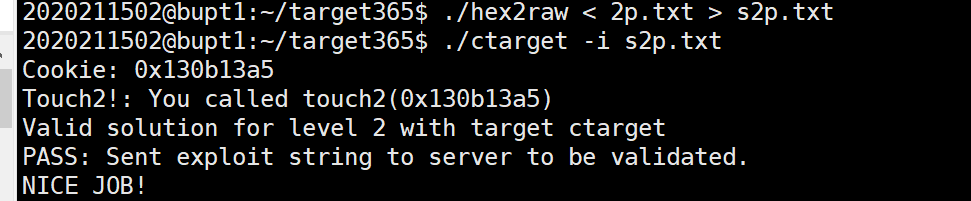 2020211502@bupt1:~/target365$ ./hex2raw < 2p.txt > s2p.txt
2020211502@bupt1:~/target365$ ./ctarget -i s2p.txt
Cookie: 0x130b13a5
Touch2!: You called touch2(0x130b13a5)
Valid solution for level 2 with target ctarget
PASS: Sent exploit string to server to be validated.
NICE JOB!